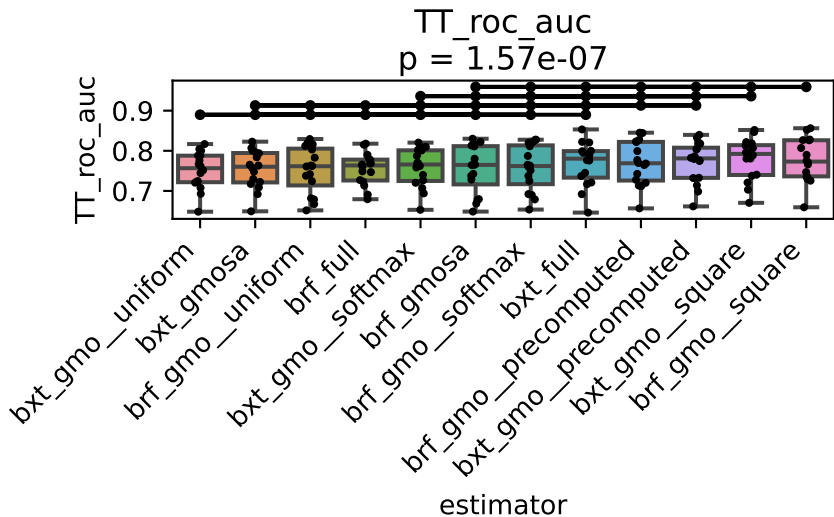 TT_roc_auc
p = 1.57e-07
TT_roc_auc
0.9
0.8
0.7
bxt_gmo__uniform
bxt_gmosa
brf_gmo__uniform
brf_full
bxt_gmo__softmax
brf_gmosa
brf_gmo__softmax
bxt_full
brf_gmo__precomputed
bxt_gmo__precomputed
bxt_gmo__square
brf_gmo__square
estimator